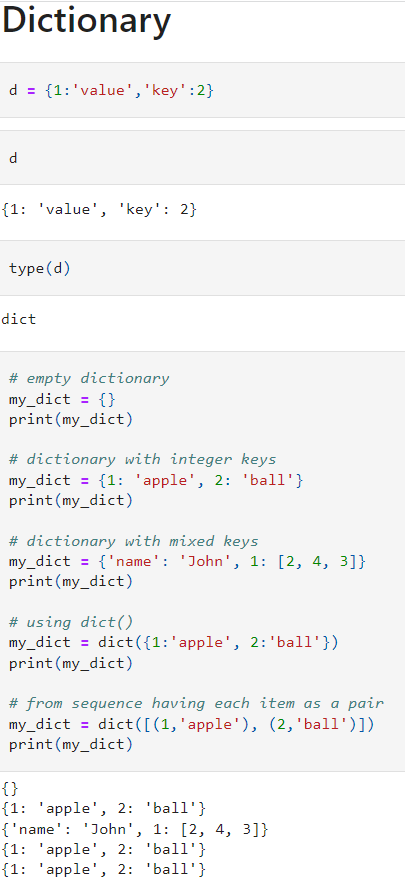 Dictionary
d = {1:'value','key':2}
d
{1: 'value', 'key': 2}
type(d)
dict
# empty dictionary
my_dict = {}
print(my_dict)
# dictionary with integer keys
my_dict = {1: 'apple', 2: 'ball'}
print(my_dict)
# dictionary with mixed keys
my_dict = {'name': 'John', 1: [2, 4, 3]}
print(my_dict)
# using dict()
my_dict = dict({1:'apple', 2:'ball'})
print(my_dict)
# from sequence having each item as a pair
my_dict = dict([(1,'apple'), (2,'ball')])
print(my_dict)
{}
{1: 'apple', 2: 'ball'}
{'name': 'John', 1: [2, 4, 3]}
{1: 'apple', 2: 'ball'}
{1: 'apple', 2: 'ball'}